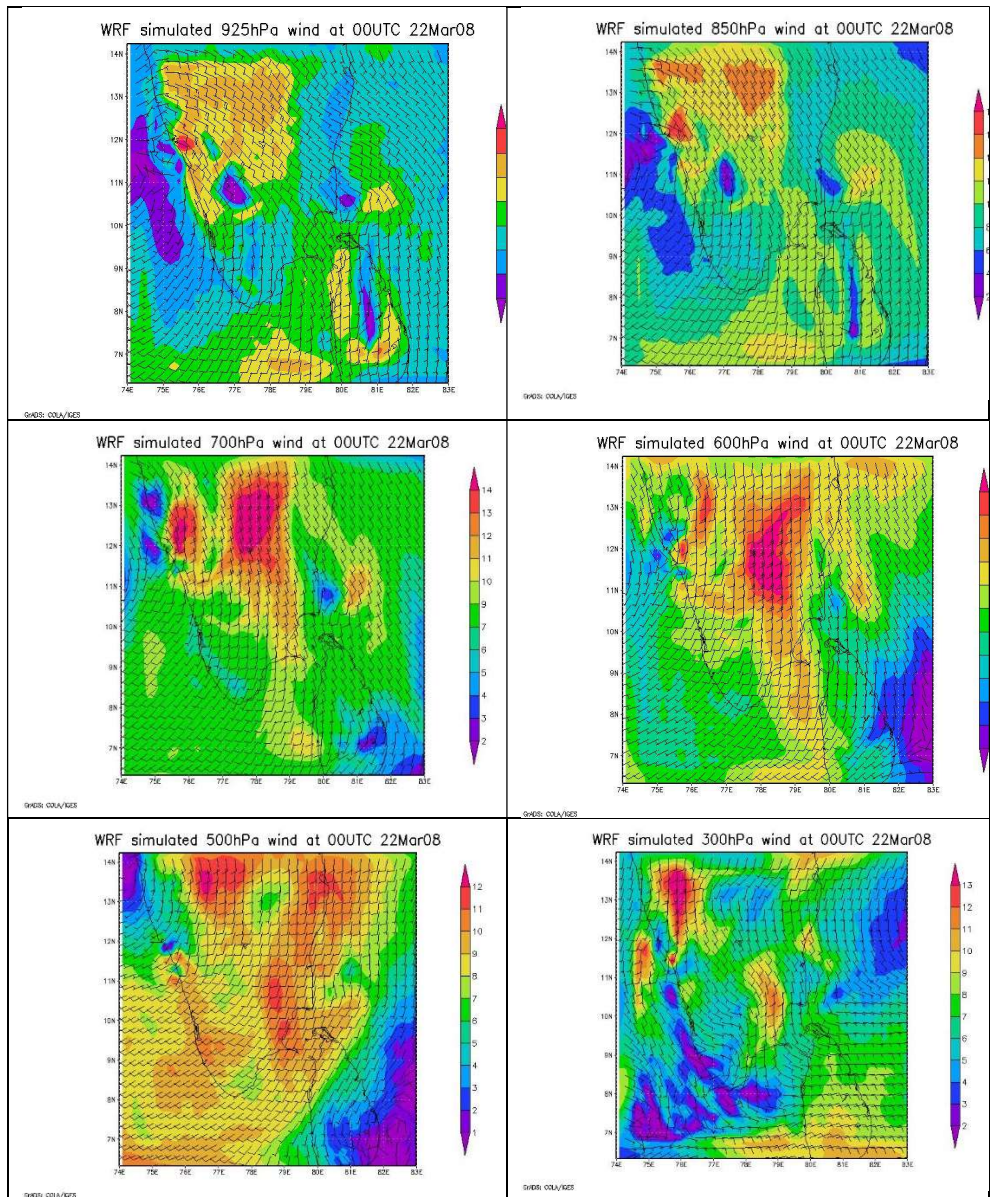 WRF simulated 925hPa wind at 00UTC 22Mar08
14N
13N
12N
11N
10N
9N
8N
7N
74E 75E 76E 77E 78E 79E 80E 81E 82E 83E
GrADS: COLA/IGES
WRF simulated 850hPa wind at 00UTC 22Mar08
14N
13N
12N
11N
10N
9N
8N
7N
74E 75E 76E 77E 78E 79E 80E 81E 82E 83E
GrADS: COLA/IGES
WRF simulated 700hPa wind at 00UTC 22Mar08
14N
13N
12N
11N
10N
9N
8N
7N
74E 75E 76E 77E 78E 79E 80E 81E 82E 83E
14
13
12
11
10
9
8
7
6
5
4
3
2
GrADS: COLA/IGES
WRF simulated 600hPa wind at 00UTC 22Mar08
14N
13N
12N
11N
10N
9N
8N
7N
74E 75E 76E 77E 78E 79E 80E 81E 82E 83E
GrADS: COLA/IGES
WRF simulated 500hPa wind at 00UTC 22Mar08
14N
13N
12N
11N
10N
9N
8N
7N
74E 75E 76E 77E 78E 79E 80E 81E 82E 83E
12
11
10
9
8
7
6
5
4
3
2
1
GrADS: COLA/IGES
WRF simulated 300hPa wind at 00UTC 22Mar08
14N
13N
12N
11N
10N
9N
8N
7N
74E 75E 76E 77E 78E 79E 80E 81E 82E 83E
13
12
11
10
9
8
7
6
5
4
3
2
GrADS: COLA/IGES